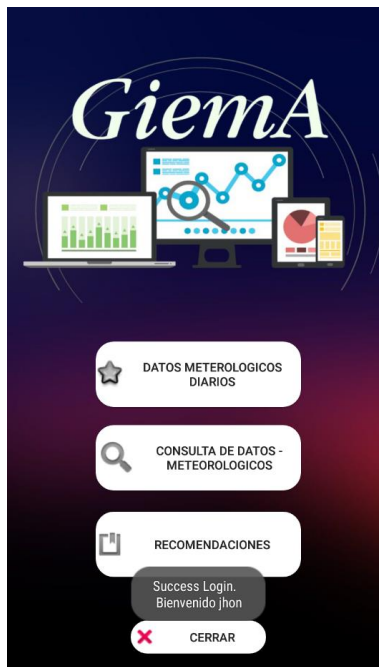 GiemA
DATOS METEROLOGICOS
DIARIOS
CONSULTA DE DATOS -
METEOROLOGICOS
RECOMENDACIONES
Success Login.
Bienvenido jhon
CERRAR